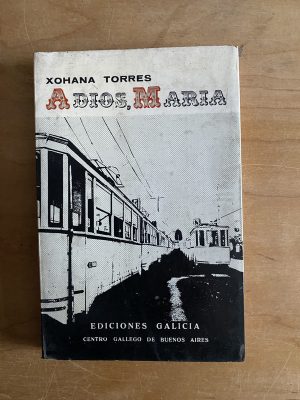 XOHANA TORRES
ADIOS, MARIA
EDICIONES GALICIA
CENTRO GALLEGO DE BUENOS AIRES